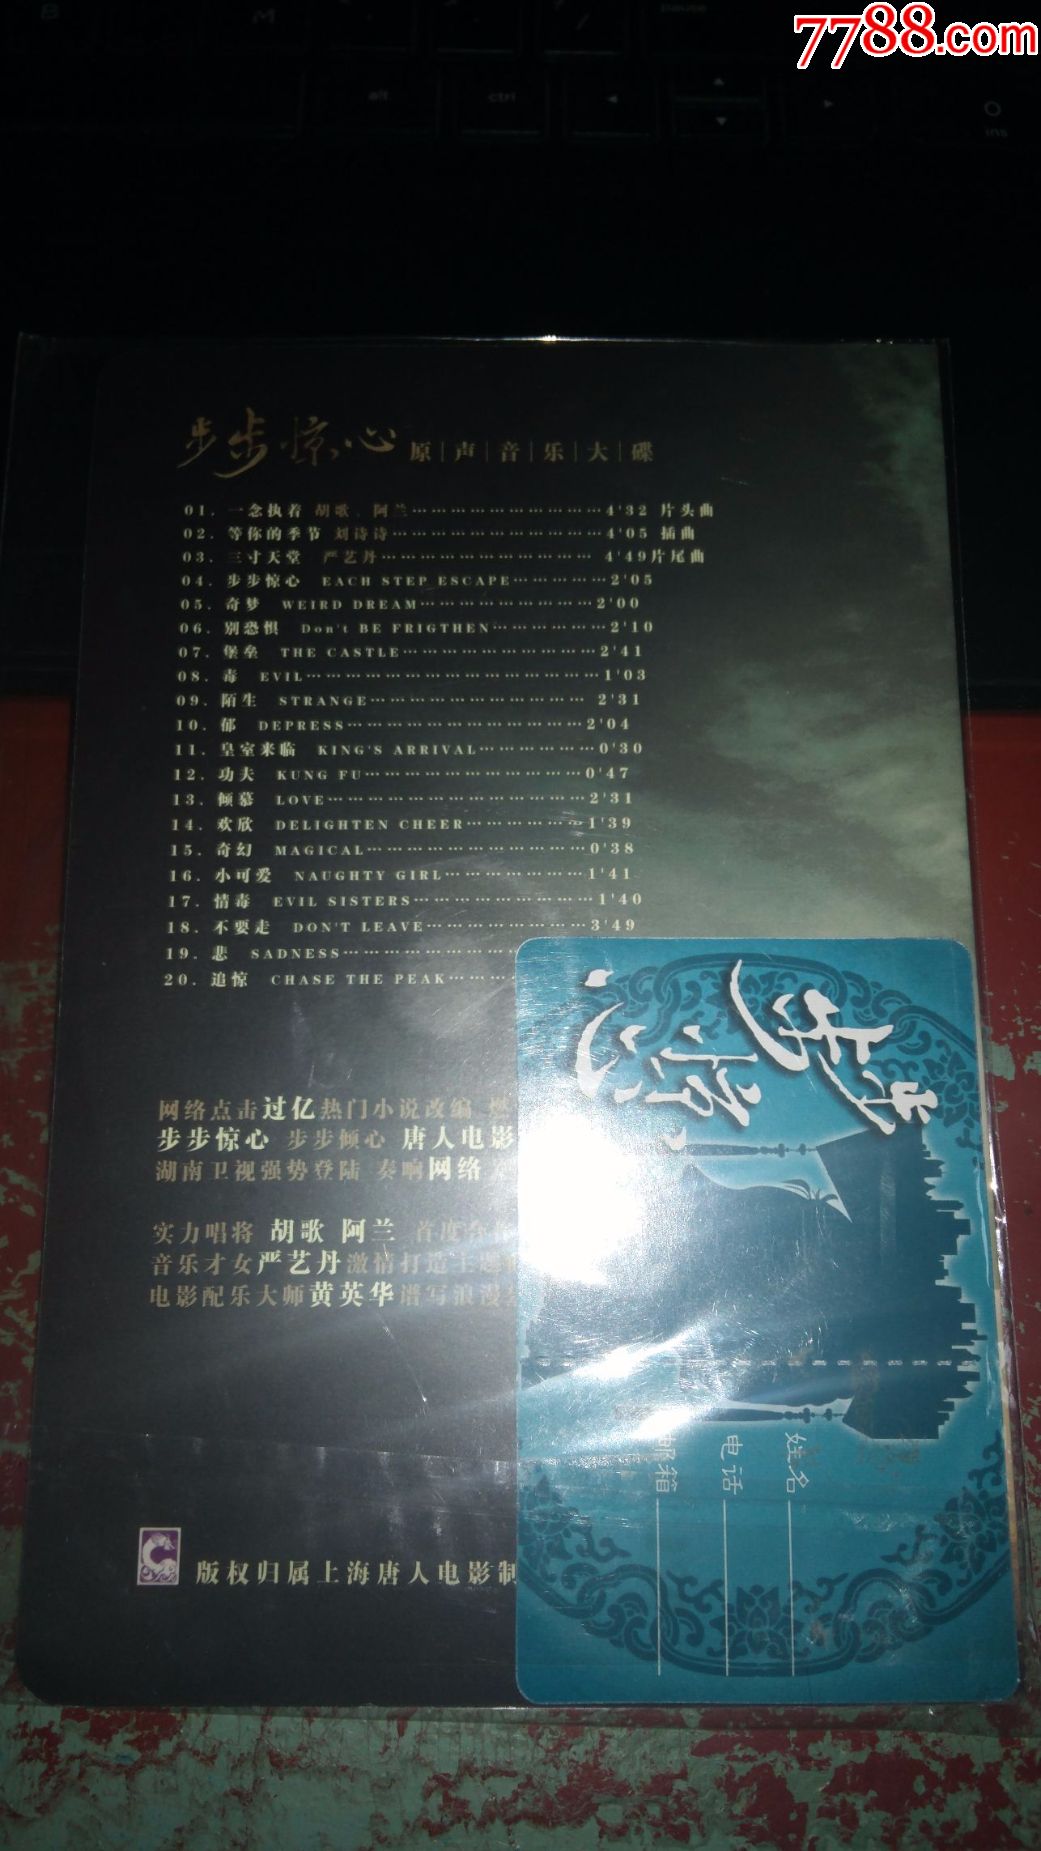 7788.com
pause
B
M
alt
ctrl
ins
步步惊心 原|声|音|乐|大|碟
01. 一念执着 胡歌、阿兰………………………4'32 片头曲
02. 等你的季节 刘诗诗…………………………4'05 插曲
03. 三寸天堂 严艺丹………………………… 4'49片尾曲
04. 步步惊心 EACH STEP ESCAPE……………2'05
05. 奇梦 WEIRD DREAM………………………2'00
06. 别恐惧 Don't BE FRIGTHEN………………2'10
07. 堡垒 THE CASTLE…………………………2'41
08. 毒 EVIL……………………………………1'03
09. 陌生 STRANGE…………………………… 2'31
10. 郁 DEPRESS………………………………2'04
11. 皇室来临 KING'S ARRIVAL………………0'30
12. 功夫 KUNG FU……………………………0'47
13. 倾慕 LOVE…………………………………2'31
14. 欢欣 DELIGHTEN CHEER………………1'39
15. 奇幻 MAGICAL……………………………0'38
16. 小可爱 NAUGHTY GIRL…………………1'41
17. 情毒 EVIL SISTERS………………………1'40
18. 不要走 DON'T LEAVE……………………3'49
19. 悲 SADNESS………………………
20. 追惊 CHASE THE PEAK………
网络点击过亿热门小说改编 燃
步步惊心 步步倾心 唐人电影
湖南卫视强势登陆 奏响网络
实力唱将 胡歌 阿兰 首度合作
音乐才女严艺丹激情打造主题
电影配乐大师黄英华谱写浪漫
版权归属上海唐人电影制
步步惊心
姓名
电话
邮箱